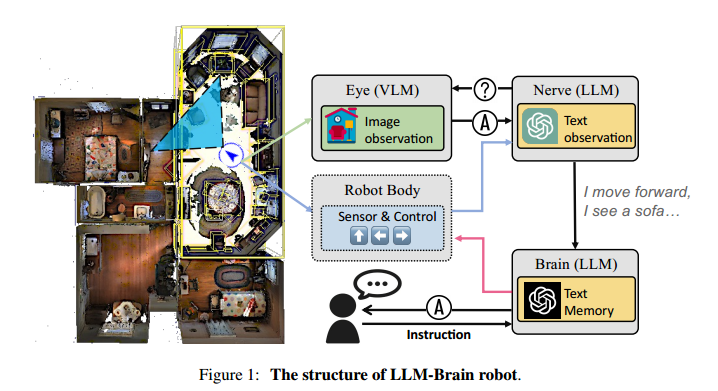 Eye (VLM)
Image
observation
?
A
Nerve (LLM)
Text
observation
Robot Body
Sensor & Control
I move forward,
I see a sofa…
Brain (LLM)
Text
Memory
A
Instruction
Figure 1: The structure of LLM-Brain robot.